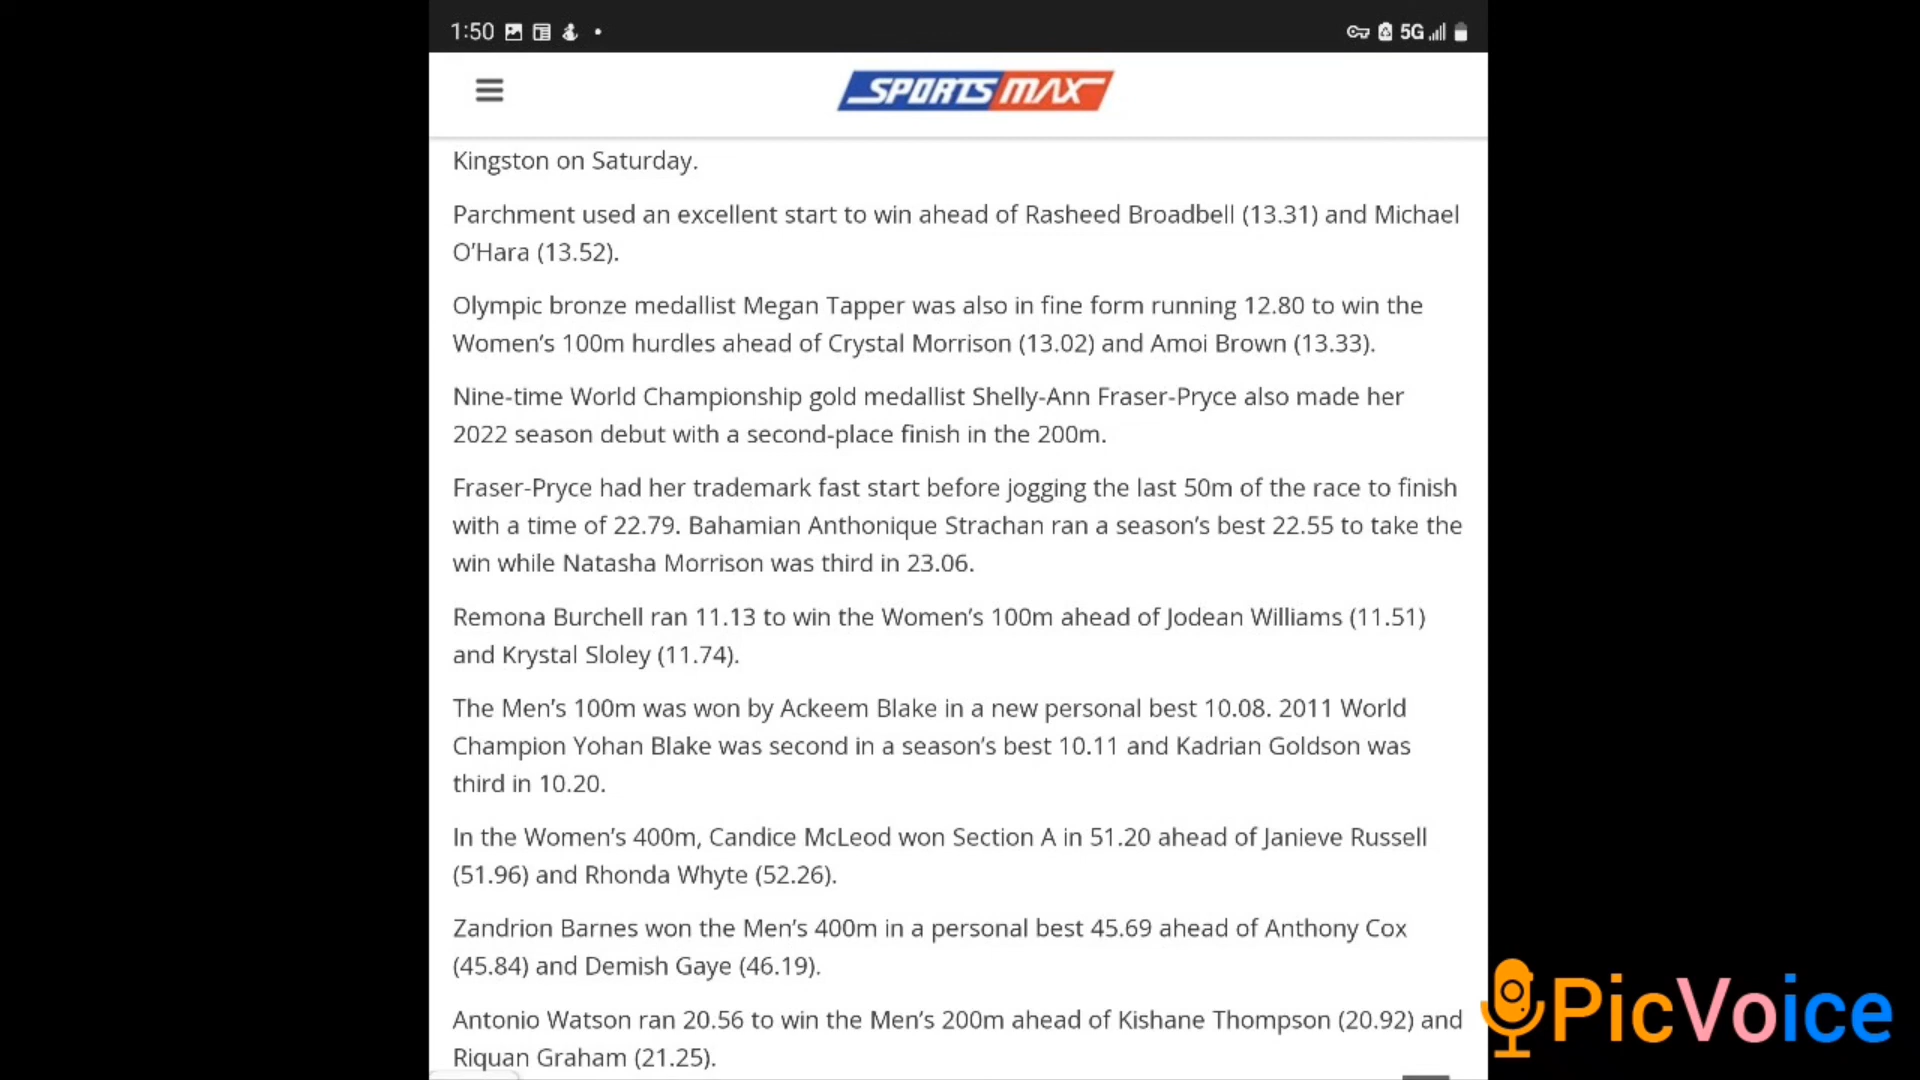 1:50 5G
SPORTS MAX
Kingston on Saturday.
Parchment used an excellent start to win ahead of Rasheed Broadbell (13.31) and Michael
O’Hara (13.52).
Olympic bronze medallist Megan Tapper was also in fine form running 12.80 to win the
Women’s 100m hurdles ahead of Crystal Morrison (13.02) and Amoi Brown (13.33).
Nine-time World Championship gold medallist Shelly-Ann Fraser-Pryce also made her
2022 season debut with a second-place finish in the 200m.
Fraser-Pryce had her trademark fast start before jogging the last 50m of the race to finish
with a time of 22.79. Bahamian Anthonique Strachan ran a season’s best 22.55 to take the
win while Natasha Morrison was third in 23.06.
Remona Burchell ran 11.13 to win the Women’s 100m ahead of Jodean Williams (11.51)
and Krystal Sloley (11.74).
The Men’s 100m was won by Ackeem Blake in a new personal best 10.08. 2011 World
Champion Yohan Blake was second in a season’s best 10.11 and Kadrian Goldson was
third in 10.20.
In the Women’s 400m, Candice McLeod won Section A in 51.20 ahead of Janieve Russell
(51.96) and Rhonda Whyte (52.26).
Zandrion Barnes won the Men’s 400m in a personal best 45.69 ahead of Anthony Cox
(45.84) and Demish Gaye (46.19).
Antonio Watson ran 20.56 to win the Men’s 200m ahead of Kishane Thompson (20.92) and
Riquan Graham (21.25).
PicVoice